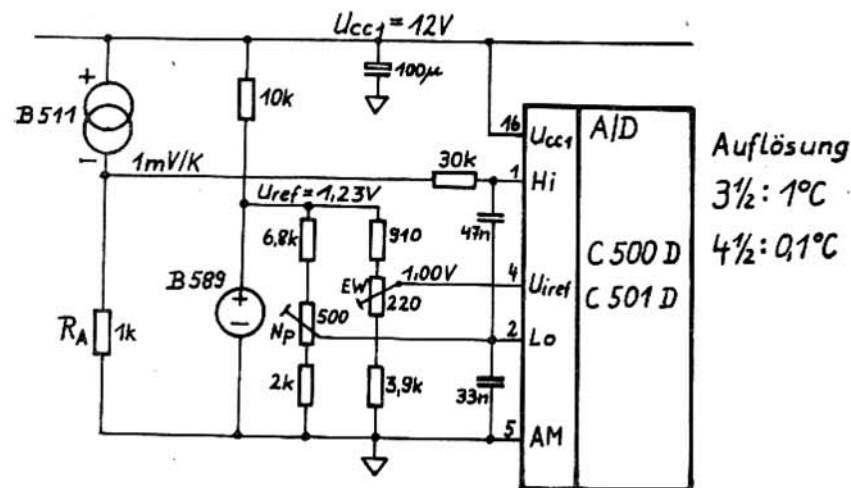 Ucc1 = 12V
+
100µ
B511
10k
16
Ucc1
A/D
Auflösung
−
1mV/K
30k
1
Hi
3½: 1°C
Uref = 1,23V
47n
4½: 0,1°C
6,8k
910
C 500 D
B589
+
−
EW
1,00V
4
Uiref
C 501 D
500
220
RA
1k
Np
2
Lo
2k
3,9k
33n
5
AM